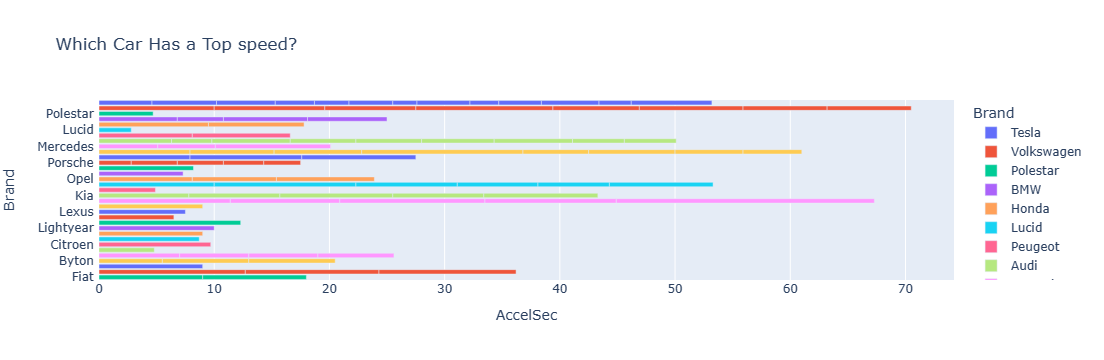 Which Car Has a Top speed?
Brand
Polestar
Lucid
Mercedes
Porsche
Opel
Kia
Lexus
Lightyear
Citroen
Byton
Fiat
0 10 20 30 40 50 60 70
AccelSec
Brand
Tesla
Volkswagen
Polestar
BMW
Honda
Lucid
Peugeot
Audi